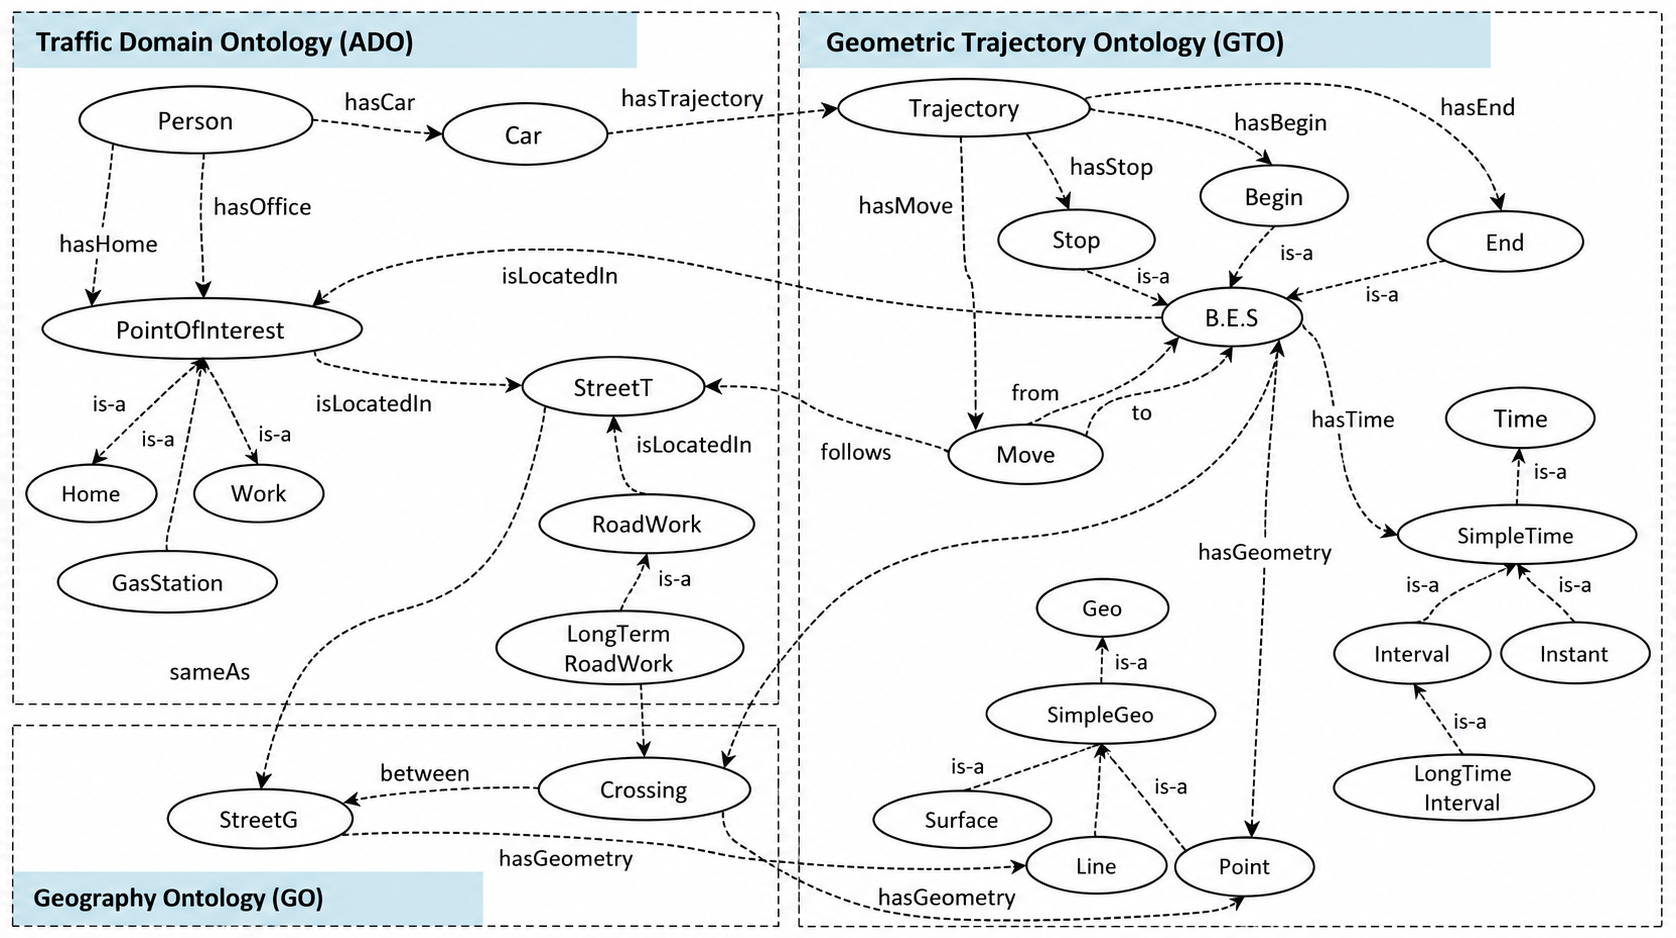 Traffic Domain Ontology (ADO)
Person
hasCar
Car
hasTrajectory
hasOffice
hasHome
isLocatedIn
PointOfInterest
StreetT
isLocatedIn
is-a
is-a
is-a
Home
Work
GasStation
isLocatedIn
RoadWork
is-a
LongTerm
RoadWork
sameAs
Geometric Trajectory Ontology (GTO)
Trajectory
hasEnd
hasBegin
hasStop
hasMove
Begin
Stop
End
is-a
is-a
is-a
B.E.S
from
to
hasTime
follows
Move
Time
is-a
SimpleTime
hasGeometry
is-a
is-a
Geo
Interval
Instant
is-a
SimpleGeo
is-a
is-a
is-a
LongTime
Interval
Surface
Line
Point
between
Crossing
StreetG
hasGeometry
hasGeometry
Geography Ontology (GO)